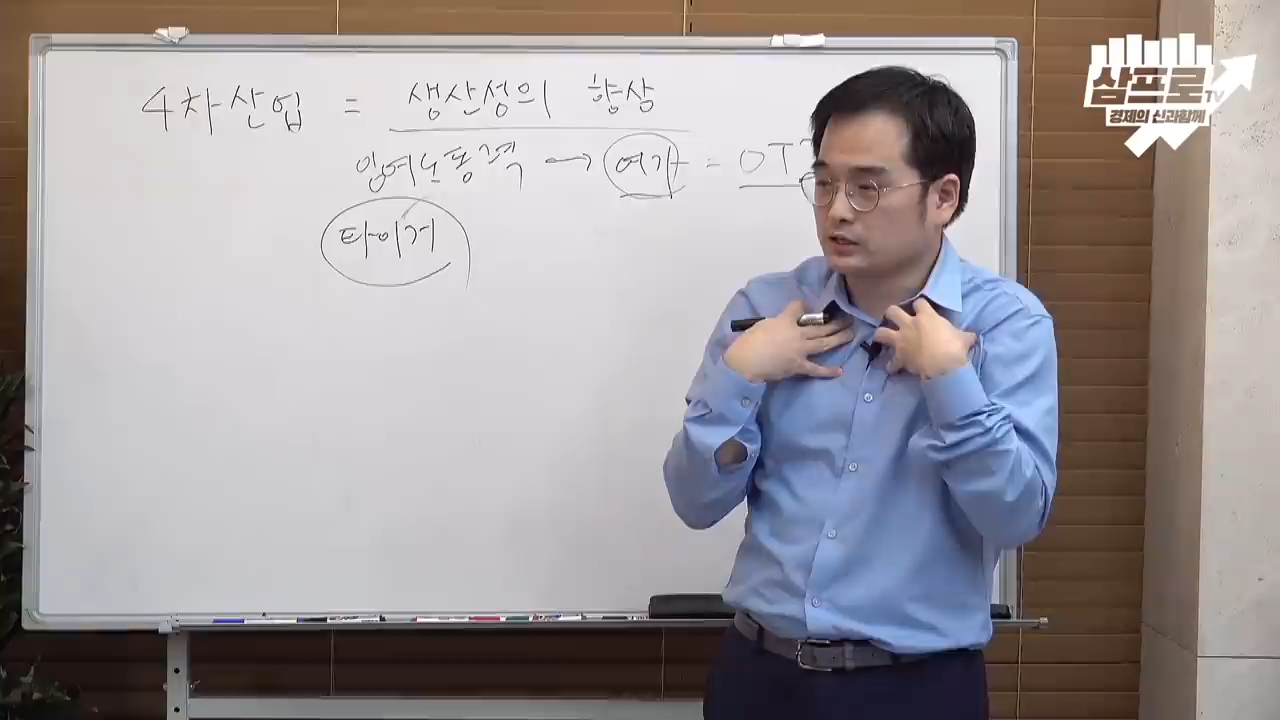 4차산업 = 생산성의 향상
잉여노동력 → 여가 = OT
타이거
삼프로TV
경제의 신과함께